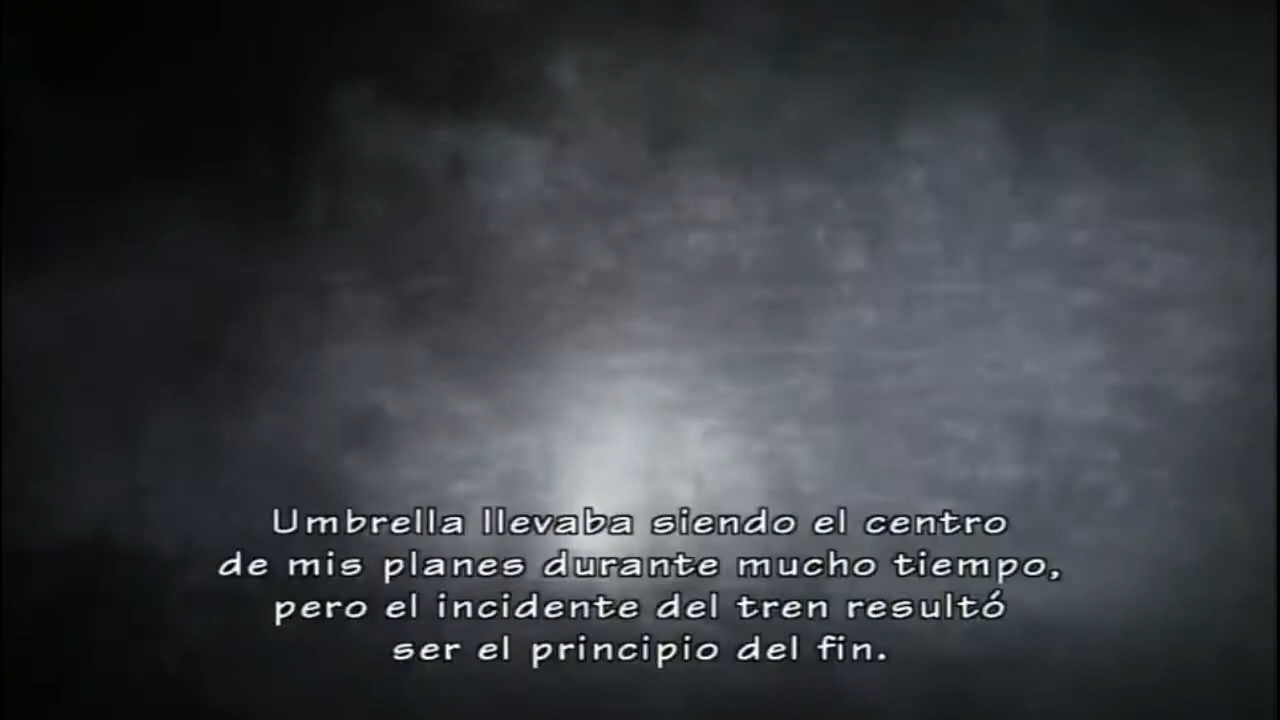 Umbrella llevaba siendo el centro
de mis planes durante mucho tiempo,
pero el incidente del tren resultó
ser el principio del fin.